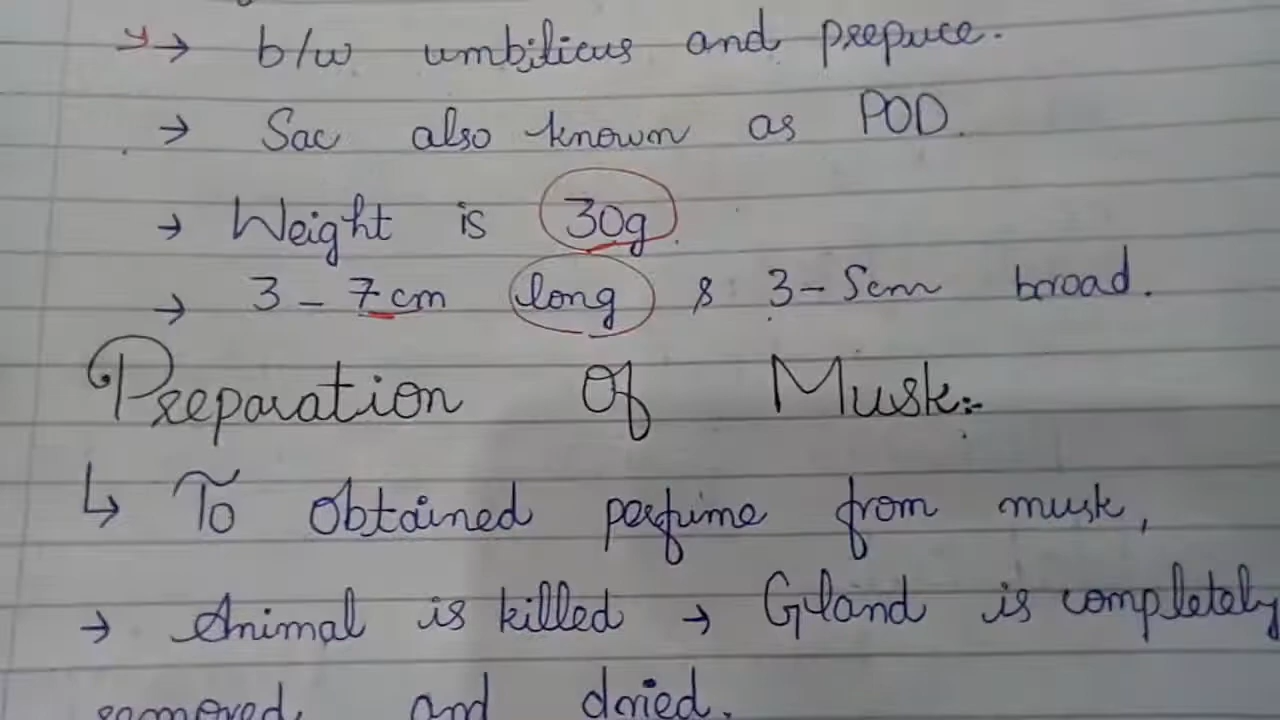 → b/w umbilicus and prepuce.
→ Sac also known as POD.
→ Weight is 30g.
→ 3-7cm long & 3-5cm broad.
Preparation Of Musk:-
↳ To Obtained perfume from musk,
→ Animal is killed → Gland is completely
removed and dried.